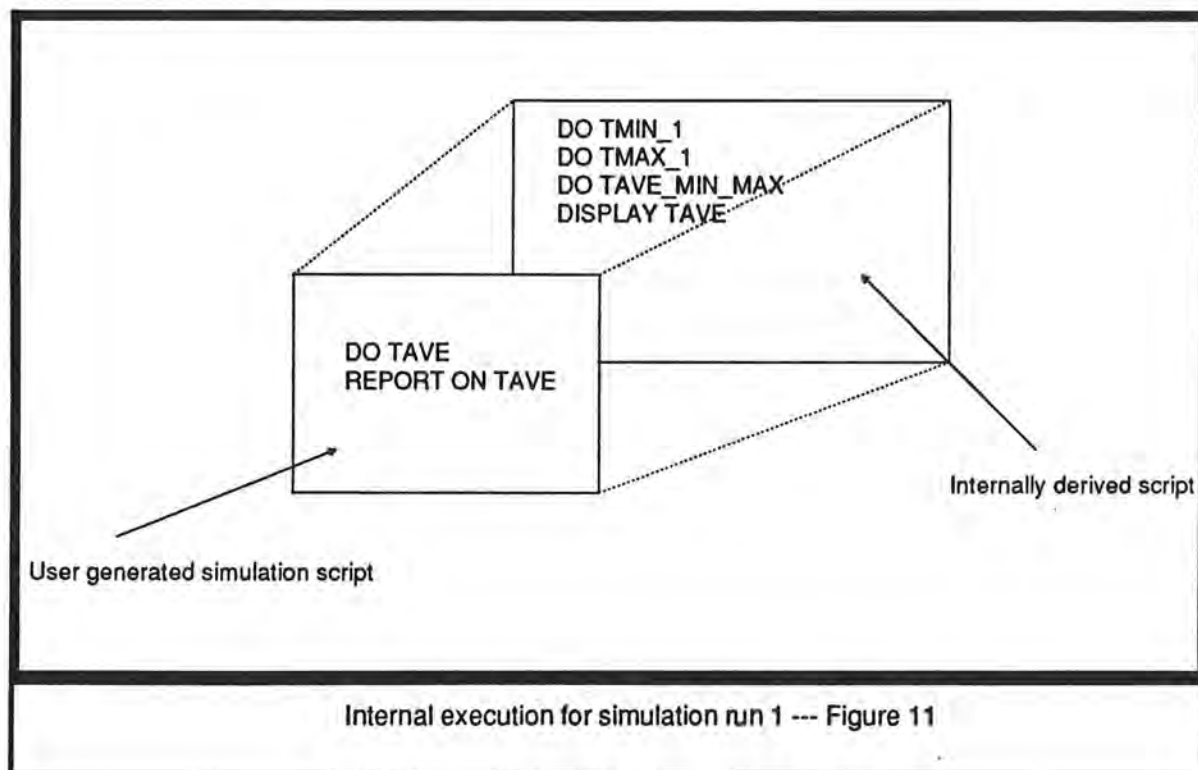 DO TMIN_1
DO TMAX_1
DO TAVE_MIN_MAX
DISPLAY TAVE
DO TAVE
REPORT ON TAVE
Internally derived script
User generated simulation script
Internal execution for simulation run 1 --- Figure 11